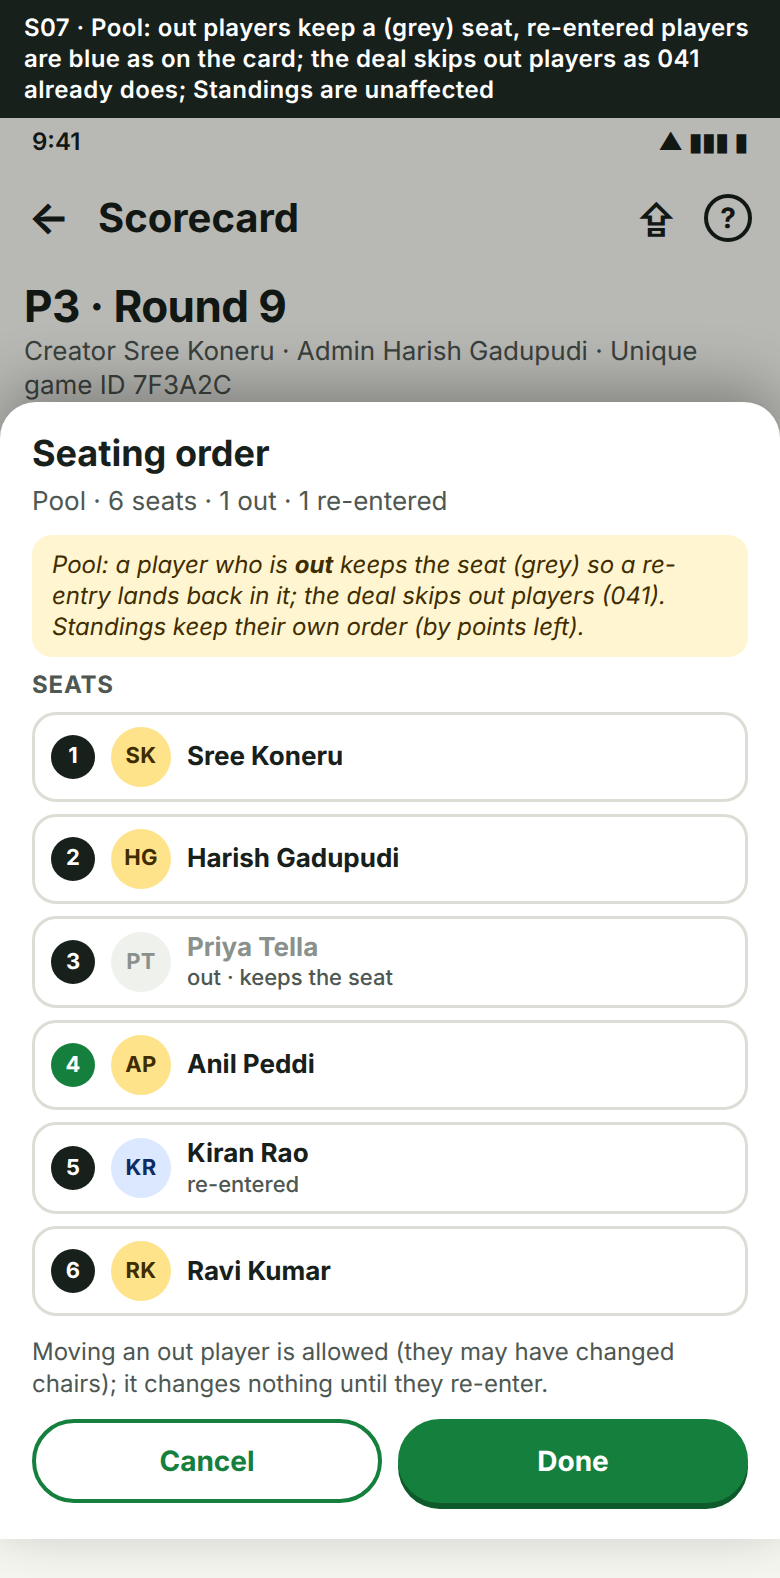 S07 · Pool: out players keep a (grey) seat, re-entered players
are blue as on the card; the deal skips out players as 041
already does; Standings are unaffected
9:41
Scorecard
?
P3 · Round 9
Creator Sree Koneru · Admin Harish Gadupudi · Unique
game ID 7F3A2C
Seating order
Pool · 6 seats · 1 out · 1 re-entered
Pool: a player who is out keeps the seat (grey) so a re-
entry lands back in it; the deal skips out players (041).
Standings keep their own order (by points left).
SEATS
1 SK Sree Koneru
2 HG Harish Gadupudi
3 PT Priya Tella
out · keeps the seat
4 AP Anil Peddi
5 KR Kiran Rao
re-entered
6 RK Ravi Kumar
Moving an out player is allowed (they may have changed
chairs); it changes nothing until they re-enter.
Cancel Done